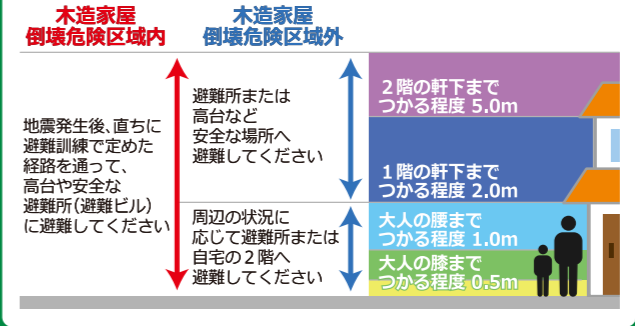 木造家屋
倒壊危険区域内
木造家屋
倒壊危険区域外
地震発生後、直ちに
避難訓練で定めた
経路を通って、
高台や安全な
避難所(避難ビル)
に避難してください
避難所または
高台など
安全な場所へ
避難してください
周辺の状況に
応じて避難所または
自宅の2階へ
避難してください
2階の軒下まで
つかる程度 5.0m
1階の軒下まで
つかる程度 2.0m
大人の腰まで
つかる程度 1.0m
大人の膝まで
つかる程度 0.5m